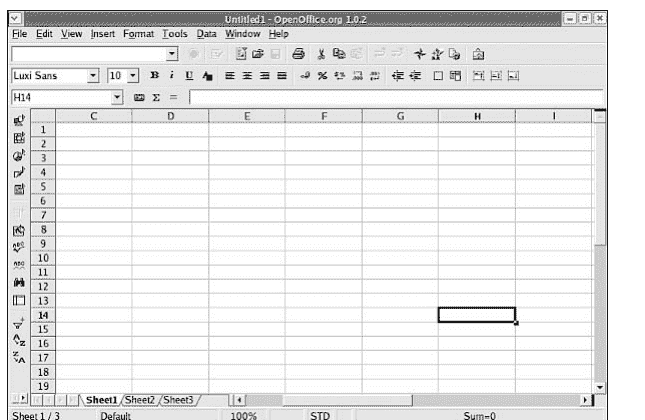 Untitled1 - OpenOffice.org 1.0.2
File Edit View Insert Format Tools Data Window Help
Luxi Sans 10 B i U A
H14 Σ =
C D E F G H I
1
2
3
4
5
6
7
8
9
10
11
12
13
14
15
16
17
18
19
Sheet1 Sheet2 Sheet3
Sheet 1 / 3 Default 100% STD Sum=0